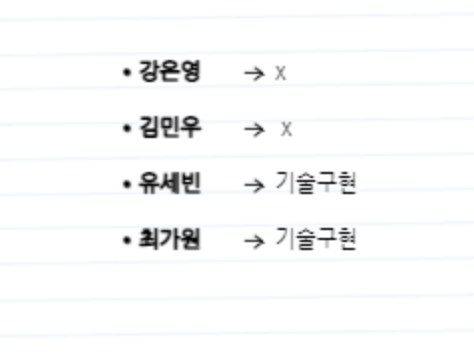 • 강온영 → x
• 김민우 → x
• 유세빈 → 기술구현
• 최가원 → 기술구현